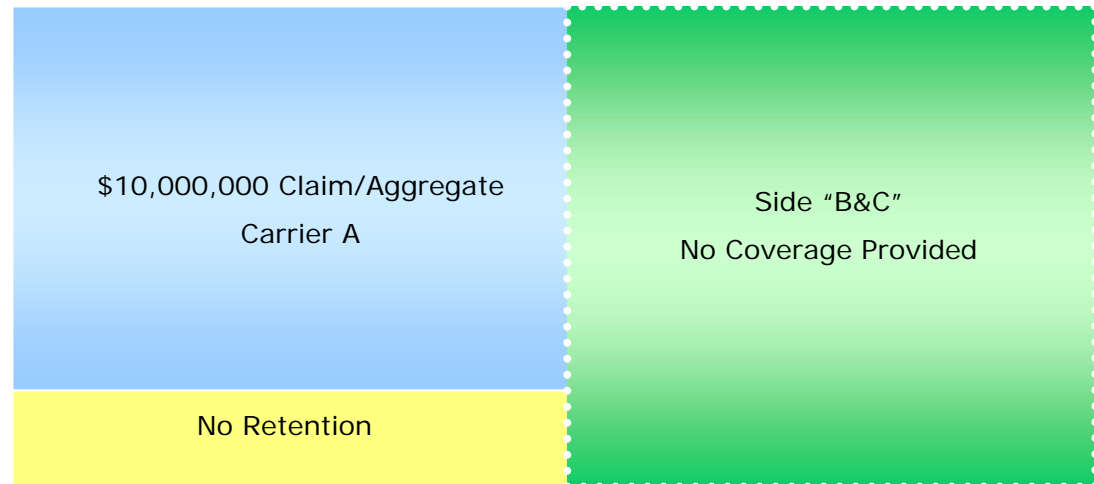 $10,000,000 Claim/Aggregate
Carrier A
Side “B&C”
No Coverage Provided
No Retention